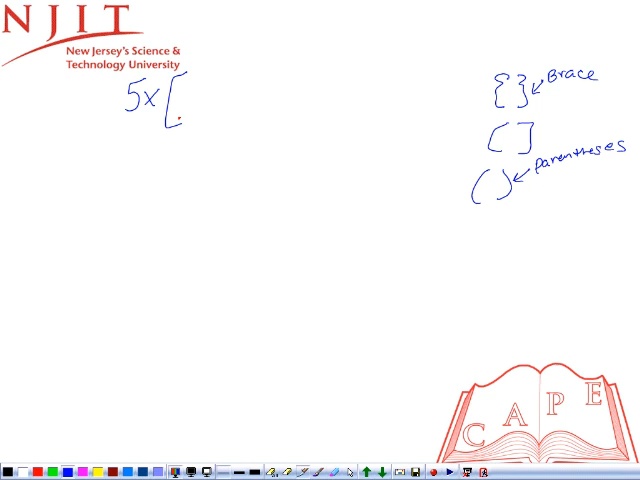 NJIT
New Jersey's Science &
Technology University
5x [
{ } Brace
[ ]
( ) Parentheses
C A P E